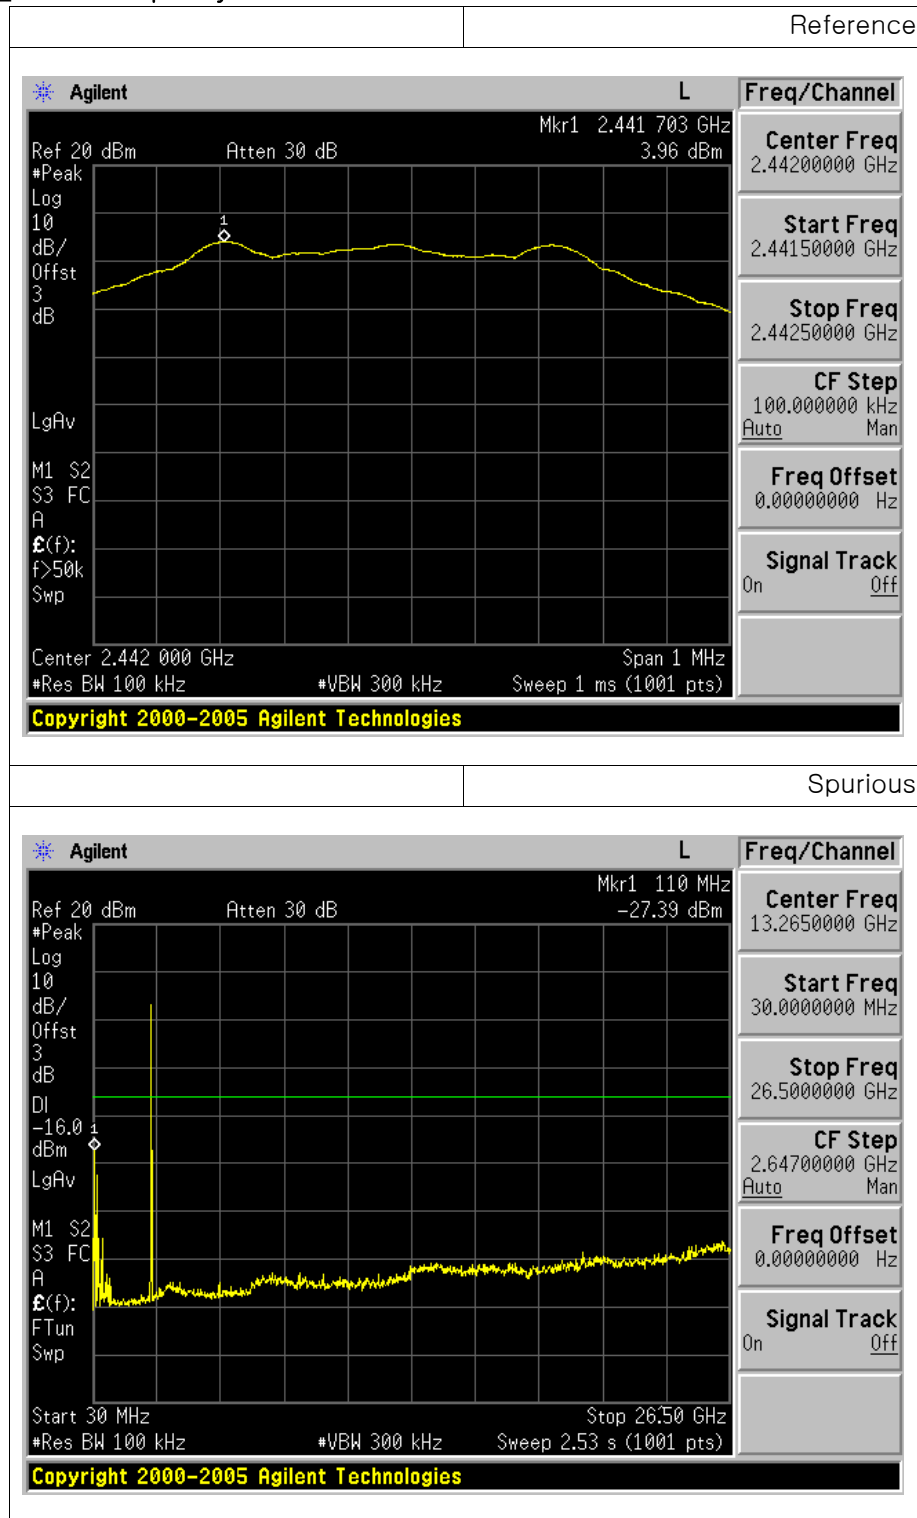 Reference
Agilent L Freq/Channel
Mkr1 2.441 703 GHz
Ref 20 dBm Atten 30 dB 3.96 dBm
#Peak
Log
10
dB/
Offst
3
dB
LgAv
M1 S2
S3 FC
A
£(f):
f>50k
Swp
1
Center 2.442 000 GHz Span 1 MHz
#Res BW 100 kHz #VBW 300 kHz Sweep 1 ms (1001 pts)
Center Freq
2.44200000 GHz
Start Freq
2.44150000 GHz
Stop Freq
2.44250000 GHz
CF Step
100.000000 kHz
Auto Man
Freq Offset
0.00000000 Hz
Signal Track
On Off
Copyright 2000-2005 Agilent Technologies
Spurious
Agilent L Freq/Channel
Mkr1 110 MHz
Ref 20 dBm Atten 30 dB -27.39 dBm
#Peak
Log
10
dB/
Offst
3
dB
DI
-16.0
dBm
LgAv
M1 S2
S3 FC
A
£(f):
FTun
Swp
1
Start 30 MHz Stop 26.50 GHz
#Res BW 100 kHz #VBW 300 kHz Sweep 2.53 s (1001 pts)
Center Freq
13.2650000 GHz
Start Freq
30.0000000 MHz
Stop Freq
26.5000000 GHz
CF Step
2.64700000 GHz
Auto Man
Freq Offset
0.00000000 Hz
Signal Track
On Off
Copyright 2000-2005 Agilent Technologies